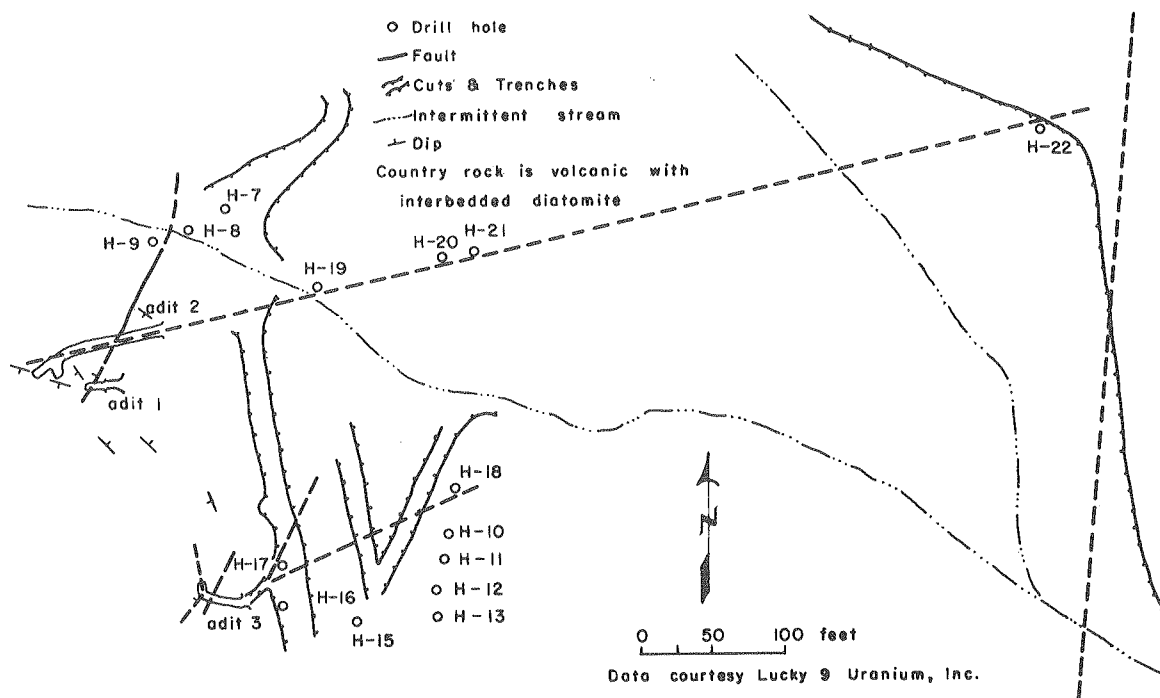 Drill hole
Fault
Cuts & Trenches
Intermittent stream
Dip
Country rock is volcanic with
interbedded diatomite
H-22
H-7
H-8
H-9
H-21
H-20
H-19
adit 2
adit 1
H-18
H-10
H-11
H-17
H-12
H-16
H-13
adit 3
H-15
N
0 50 100 feet
Data courtesy Lucky 9 Uranium, Inc.